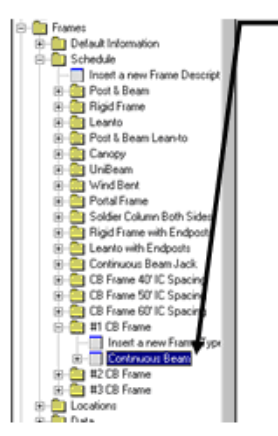 Frames
Default Information
Schedule
Insert a new Frame Descript
Post & Beam
Rigid Frame
Leanto
Post & Beam Lean-to
Canopy
UniBeam
Wind Bent
Portal Frame
Soldier Column Both Sides
Rigid Frame with Endpost
Leanto with Endposts
Continuous Beam Jack
CB Frame 40' IC Spacing
CB Frame 50' IC Spacing
CB Frame 60' IC Spacing
#1 CB Frame
Insert a new Frame Type
Continuous Beam
#2 CB Frame
#3 CB Frame
Locations
Data